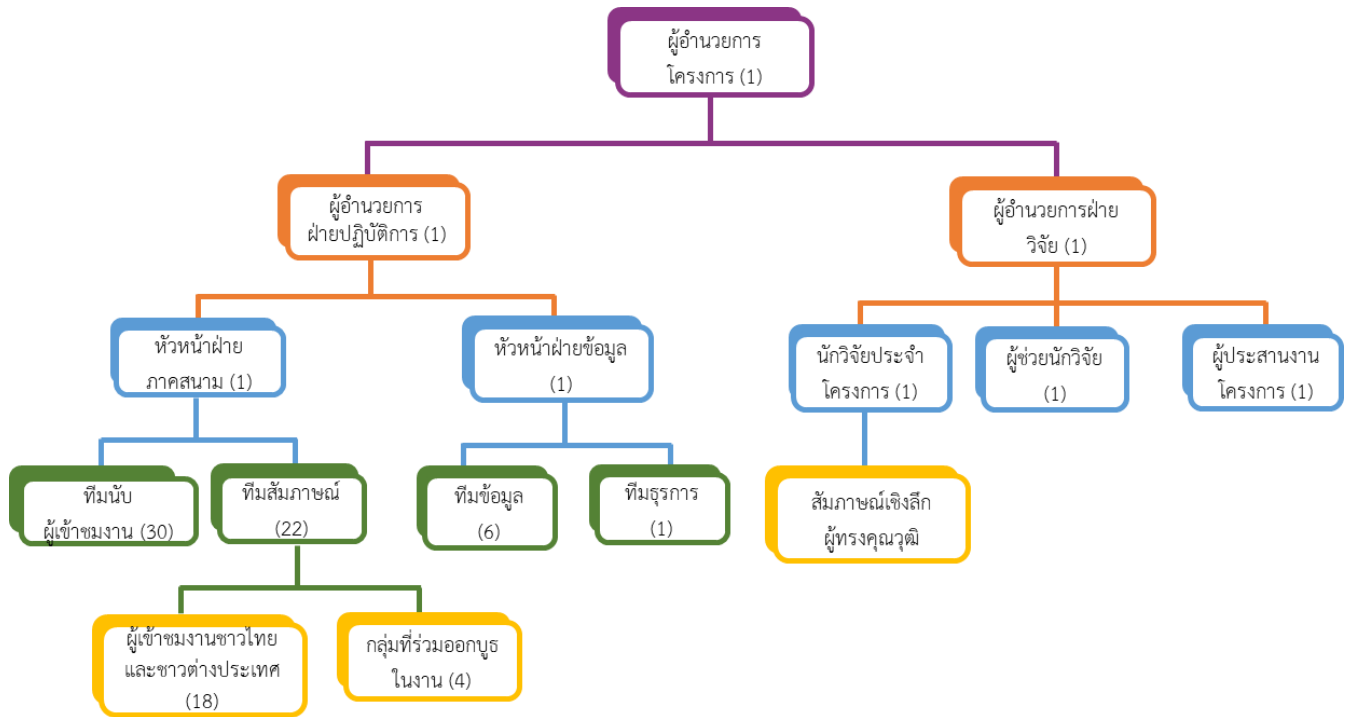 ผู้อำนวยการ
โครงการ (1)
ผู้อำนวยการ
ฝ่ายปฏิบัติการ (1)
ผู้อำนวยการฝ่าย
วิจัย (1)
หัวหน้าฝ่าย
ภาคสนาม (1)
หัวหน้าฝ่ายข้อมูล
(1)
นักวิจัยประจำ
โครงการ (1)
ผู้ช่วยนักวิจัย
(1)
ผู้ประสานงาน
โครงการ (1)
ทีมนับ
ผู้เข้าชมงาน (30)
ทีมสัมภาษณ์
(22)
ทีมข้อมูล
(6)
ทีมธุรการ
(1)
สัมภาษณ์เชิงลึก
ผู้ทรงคุณวุฒิ
ผู้เข้าชมงานชาวไทย
และชาวต่างประเทศ
(18)
กลุ่มที่ร่วมออกบูธ
ในงาน (4)